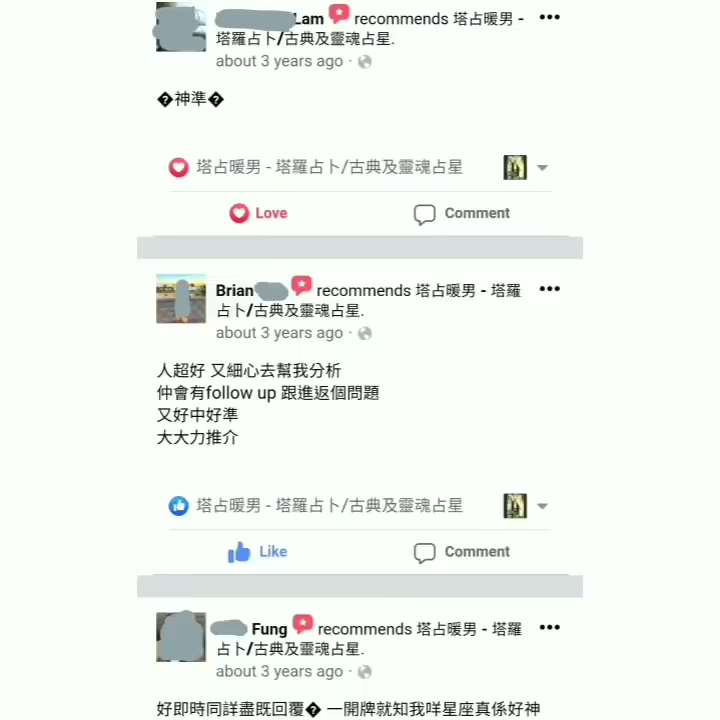 Lam recommends 塔占暖男 -
塔羅占卜/古典及靈魂占星.
about 3 years ago ·
�神準�
塔占暖男 - 塔羅占卜/古典及靈魂占星
Love
Comment
Brian recommends 塔占暖男 - 塔羅
占卜/古典及靈魂占星.
about 3 years ago ·
人超好 又細心去幫我分析
仲會有follow up 跟進返個問題
又好中好準
大大力推介
塔占暖男 - 塔羅占卜/古典及靈魂占星
Like
Comment
Fung recommends 塔占暖男 - 塔羅
占卜/古典及靈魂占星.
about 3 years ago ·
好即時同詳盡既回覆� 一開牌就知我咩星座真係好神